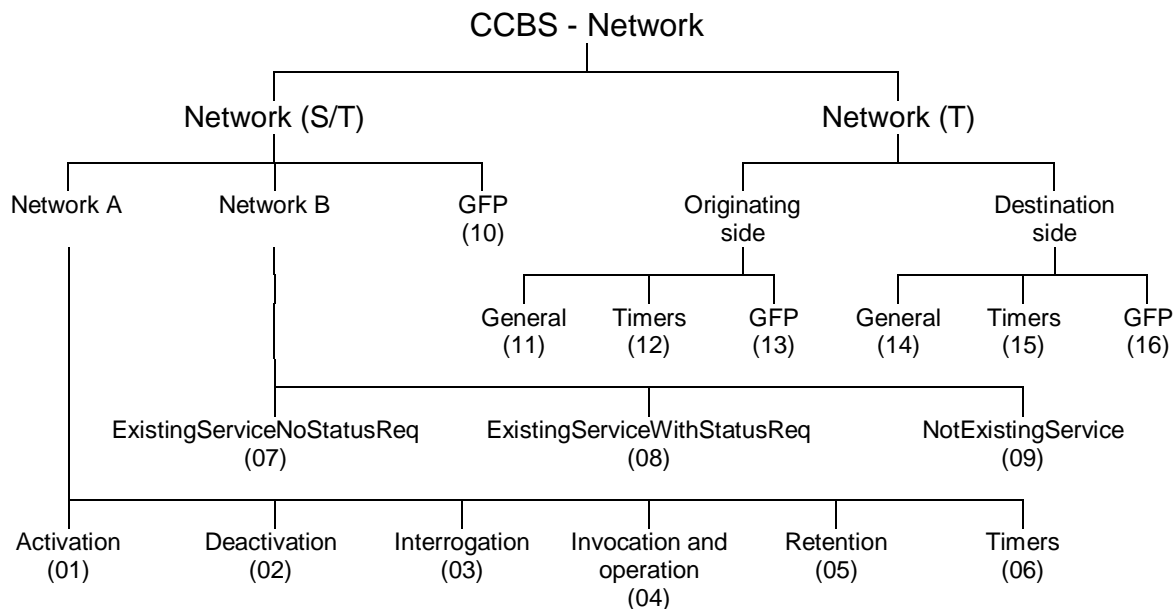 CCBS - Network
Network (S/T)
Network (T)
Network A
Network B
GFP
(10)
Originating
side
Destination
side
General
(11)
Timers
(12)
GFP
(13)
General
(14)
Timers
(15)
GFP
(16)
ExistingServiceNoStatusReq
(07)
ExistingServiceWithStatusReq
(08)
NotExistingService
(09)
Activation
(01)
Deactivation
(02)
Interrogation
(03)
Invocation and
operation
(04)
Retention
(05)
Timers
(06)